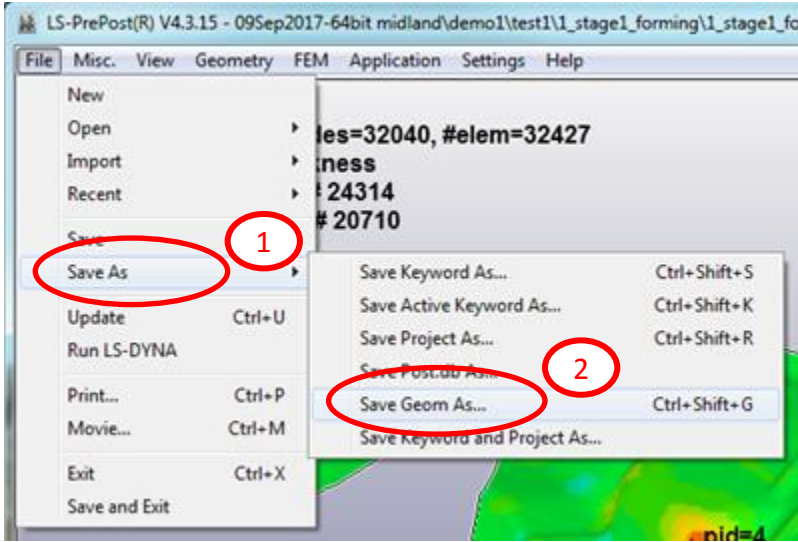 LS-PrePost(R) V4.3.15 - 09Sep2017-64bit midland\demo1\test1\1_stage1_forming\1_stage1_fo
File Misc. View Geometry FEM Application Settings Help
New
Open
des=32040, #elem=32427
Import
kness
Recent
# 24314
# 20710
Save
1
Save As
Save Keyword As... Ctrl+Shift+S
Save Active Keyword As... Ctrl+Shift+K
Update Ctrl+U
Save Project As... Ctrl+Shift+R
Run LS-DYNA
Save Post.db As...
2
Print... Ctrl+P
Save Geom As... Ctrl+Shift+G
Movie... Ctrl+M
Save Keyword and Project As...
Exit Ctrl+X
Save and Exit
pid=4